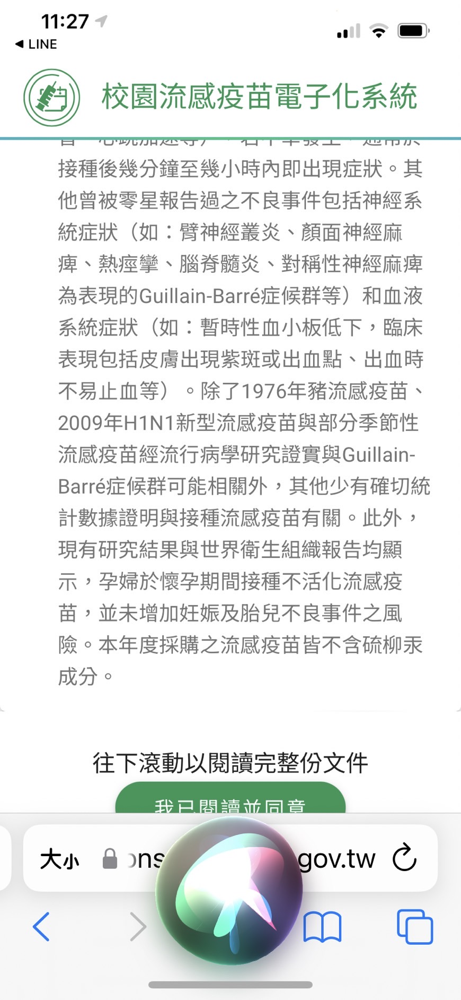 11:27
◀ LINE
校園流感疫苗電子化系統
接種後幾分鐘至幾小時內即出現症狀。其
他曾被零星報告過之不良事件包括神經系
統症狀（如：臂神經叢炎、顏面神經麻
痺、熱痙攣、腦脊髓炎、對稱性神經麻痺
為表現的Guillain-Barré症候群等）和血液
系統症狀（如：暫時性血小板低下，臨床
表現包括皮膚出現紫斑或出血點、出血時
不易止血等）。除了1976年豬流感疫苗、
2009年H1N1新型流感疫苗與部分季節性
流感疫苗經流行病學研究證實與Guillain-
Barré症候群可能相關外，其他少有確切統
計數據證明與接種流感疫苗有關。此外，
現有研究結果與世界衛生組織報告均顯
示，孕婦於懷孕期間接種不活化流感疫
苗，並未增加妊娠及胎兒不良事件之風
險。本年度採購之流感疫苗皆不含硫柳汞
成分。
往下滾動以閱讀完整份文件
我已閱讀並同意
大小 ons gov.tw